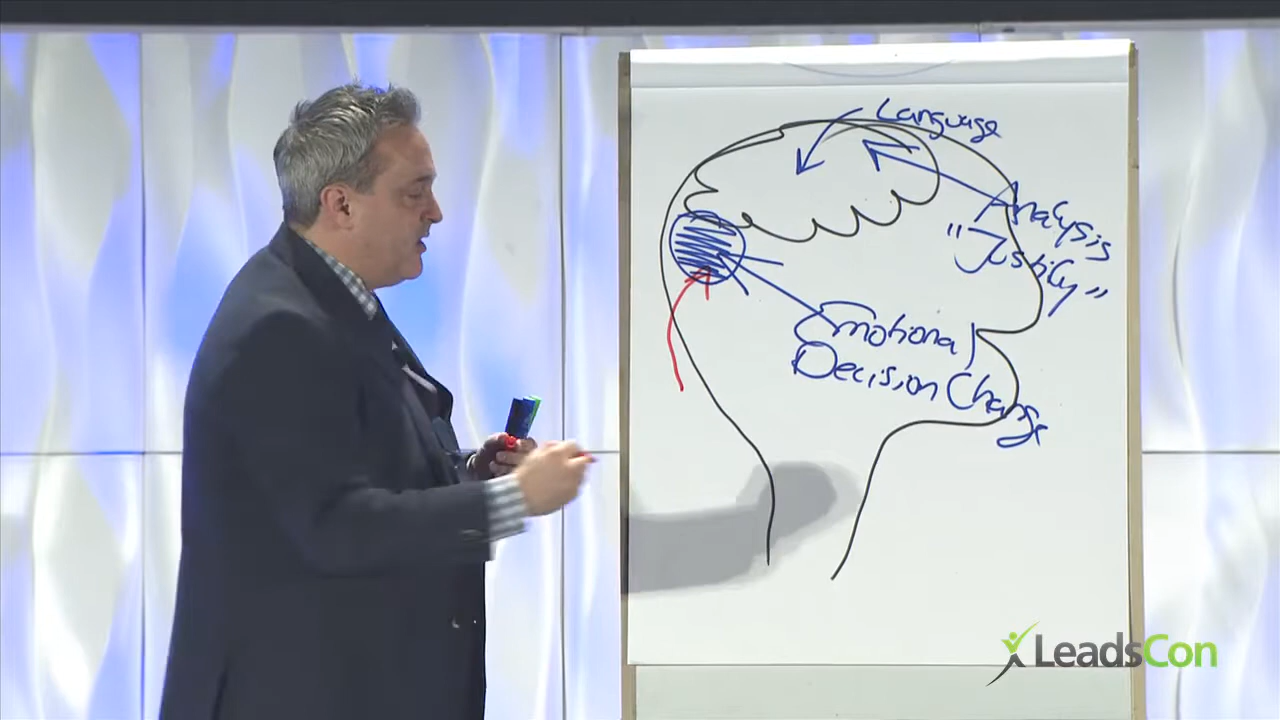 Language
Analysis
"Justify"
Emotional
Decision Change
LeadsCon